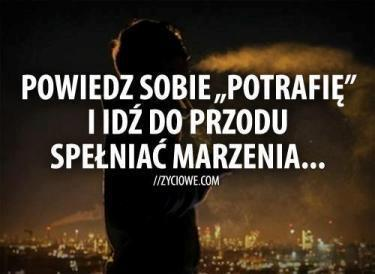 POWIEDZ SOBIE „POTRAFIĘ”
I IDŹ DO PRZODU
SPEŁNIAĆ MARZENIA...
//ZYCIOWE.COM